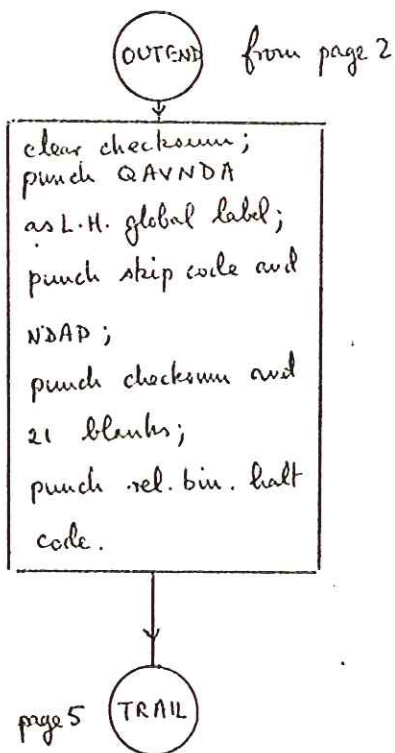 OUTEND from page 2
clear checksum;
punch QAVNDA
as L.H. global label;
punch skip code and
NDAP;
punch checksum and
21 blanks;
punch rel. bin. halt
code.
page 5 TRAIL